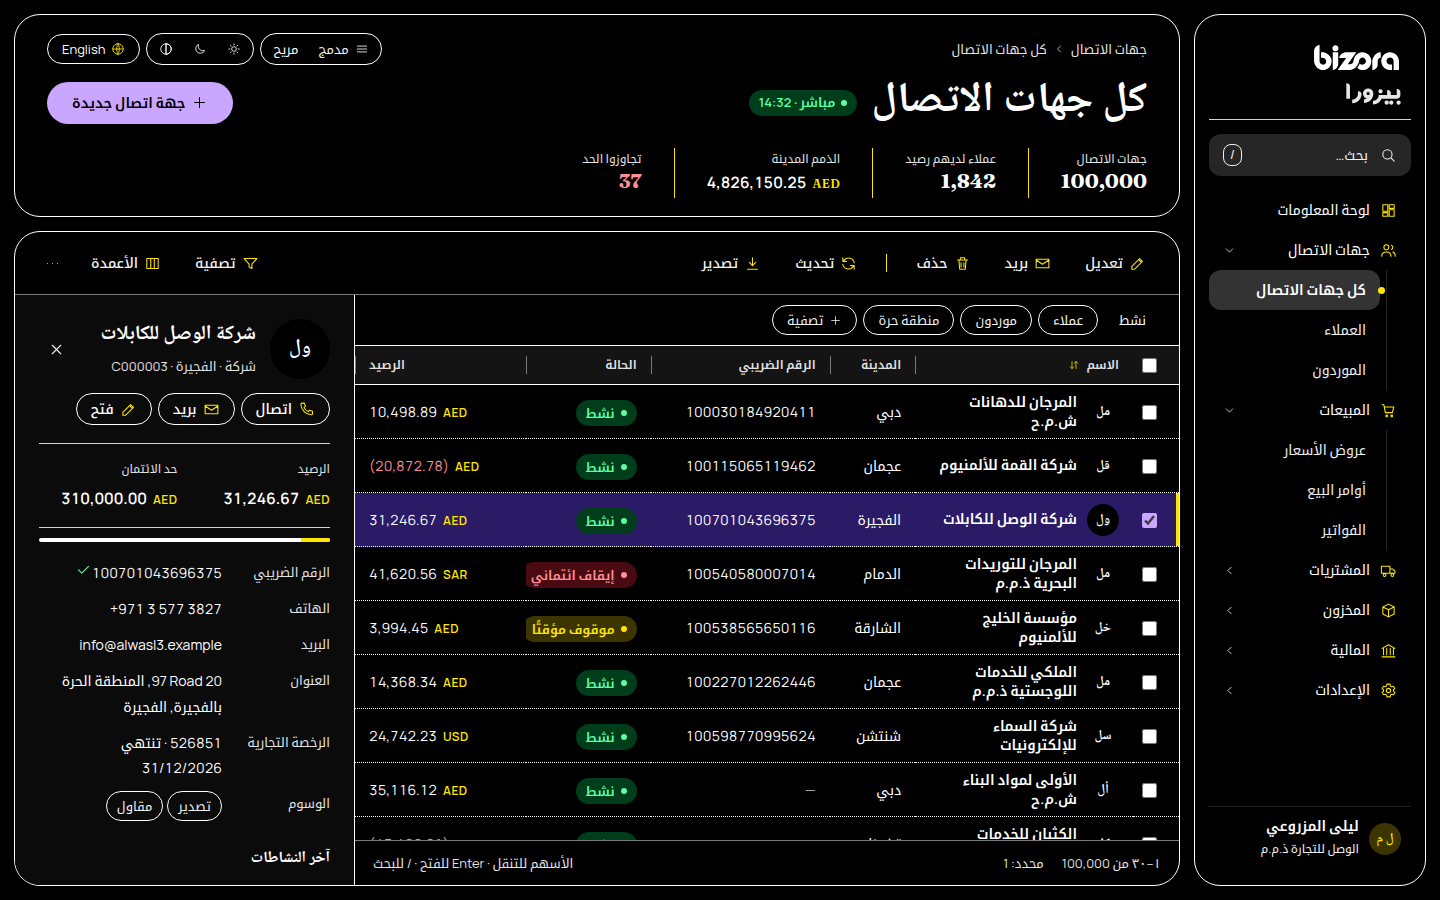 bizora
بيزورا
بحث...
/
لوحة المعلومات
جهات الاتصال
كل جهات الاتصال
العملاء
الموردون
المبيعات
عروض الأسعار
أوامر البيع
الفواتير
المشتريات
المخزون
المالية
الإعدادات
ل م
ليلى المزروعي
الوصل للتجارة ذ.م.م
جهات الاتصال › كل جهات الاتصال
مدمج مريح
English
كل جهات الاتصال
مباشر · 14:32
+ جهة اتصال جديدة
جهات الاتصال
100,000
عملاء لديهم رصيد
1,842
الذمم المدينة
AED 4,826,150.25
تجاوزوا الحد
37
تعديل بريد حذف تحديث تصدير
تصفية الأعمدة ...
نشط عملاء موردون منطقة حرة + تصفية
الاسم المدينة الرقم الضريبي الحالة الرصيد
مل المرجان للدهانات ش.م.ح دبي 100030184920411 نشط AED 10,498.89
قل شركة القمة للألمنيوم عجمان 100115065119462 نشط AED (20,872.78)
ول شركة الوصل للكابلات الفجيرة 100701043696375 نشط AED 31,246.67
مل المرجان للتوريدات البحرية ذ.م.م الدمام 100540580007014 إيقاف ائتماني SAR 41,620.56
خل مؤسسة الخليج للألمنيوم الشارقة 100538565650116 موقوف مؤقتًا AED 3,994.45
مل الملكي للخدمات اللوجستية ذ.م.م عجمان 100227012262446 نشط AED 14,368.34
سل شركة السماء للإلكترونيات شنتشن 100598770995624 نشط USD 24,742.23
أل الأولى لمواد البناء ش.م.ح دبي — نشط AED 35,116.12
الكثبان للخدمات
١–٣٠ من 100,000 محدد: 1
الأسهم للتنقل · Enter للفتح · / للبحث
ول
شركة الوصل للكابلات
شركة · الفجيرة · C000003
اتصال بريد فتح
الرصيد
AED 31,246.67
حد الائتمان
AED 310,000.00
الرقم الضريبي 100701043696375
الهاتف +971 3 577 3827
البريد info@alwasl3.example
العنوان 97 Road 20, المنطقة الحرة
بالفجيرة, الفجيرة
الرخصة التجارية 526851 · تنتهي
31/12/2026
الوسوم تصدير مقاول
آخر النشاطات